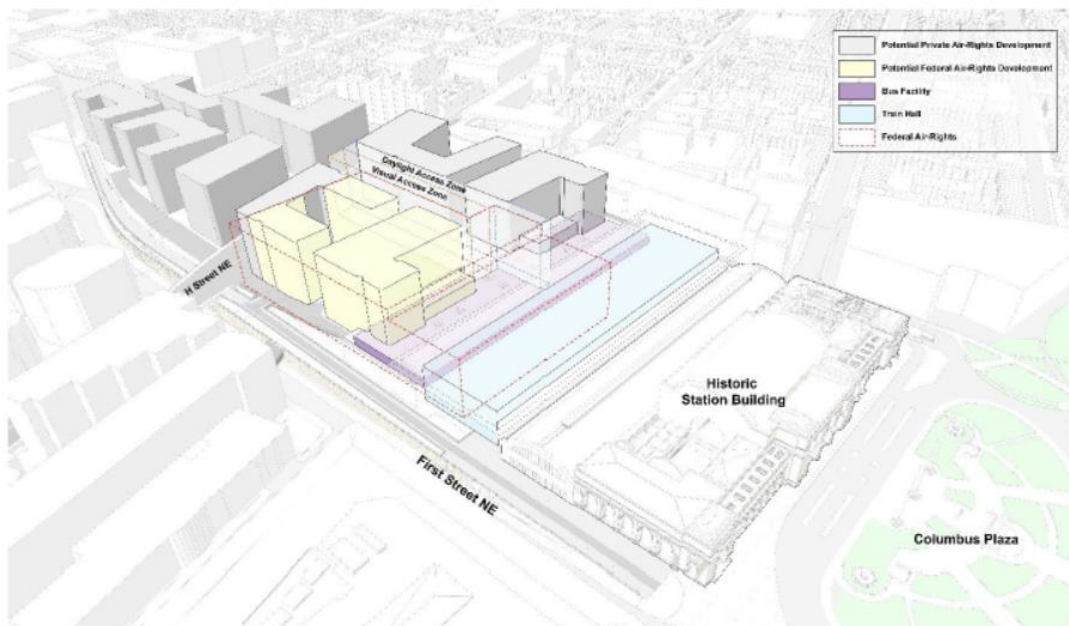 Potential Private Air-Rights Development
Potential Federal Air-Rights Development
Bus Facility
Train Hall
Federal Air-Rights
Daylight Access Zone
Visual Access Zone
H Street NE
Historic
Station Building
First Street NE
Columbus Plaza